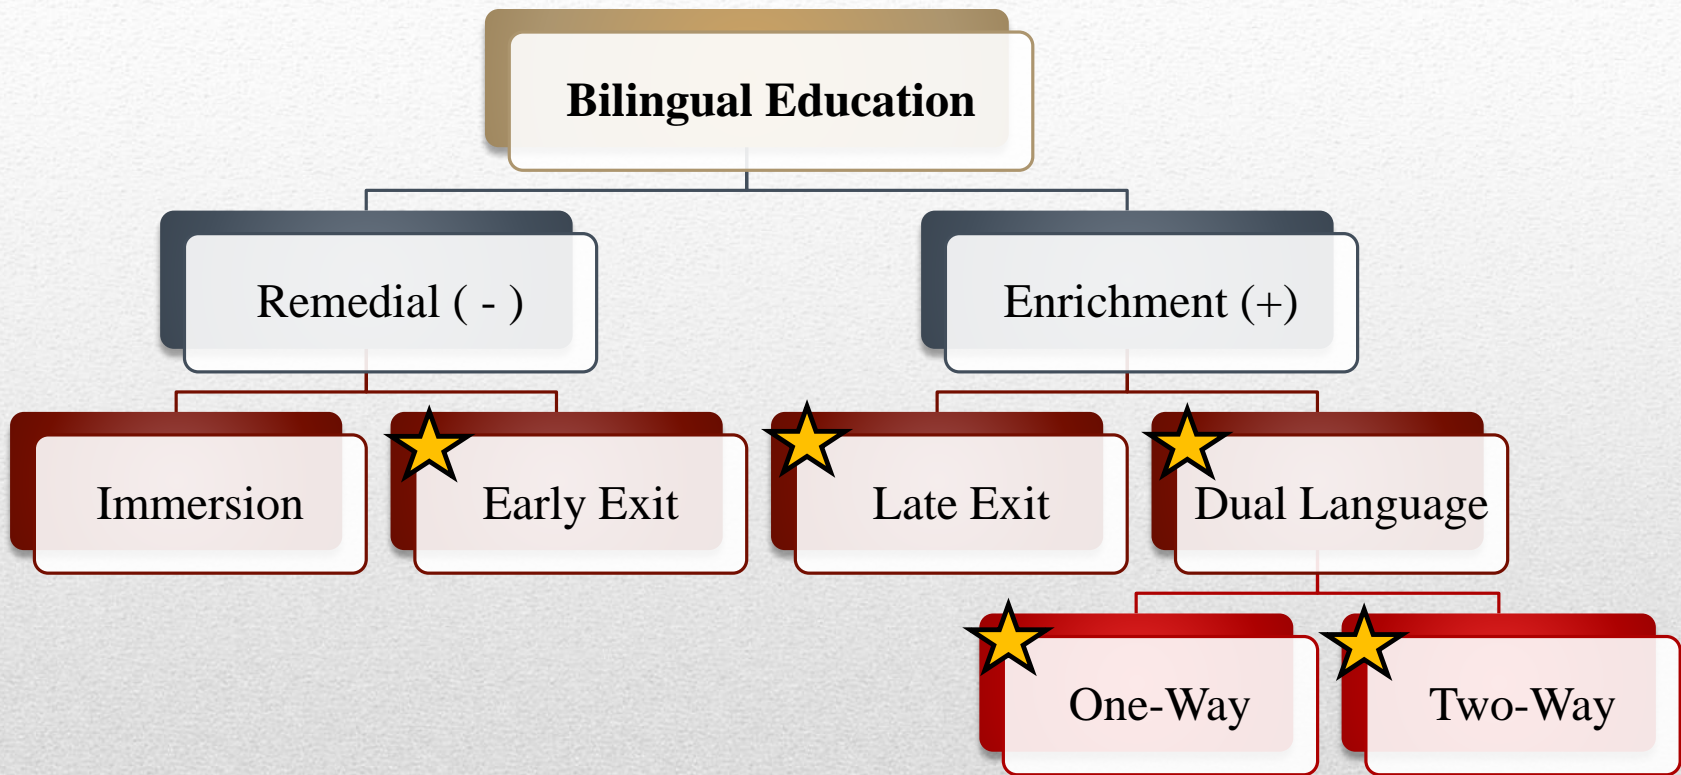 Bilingual Education
Remedial ( - )
Enrichment (+)
Immersion
Early Exit
Late Exit
Dual Language
One-Way
Two-Way